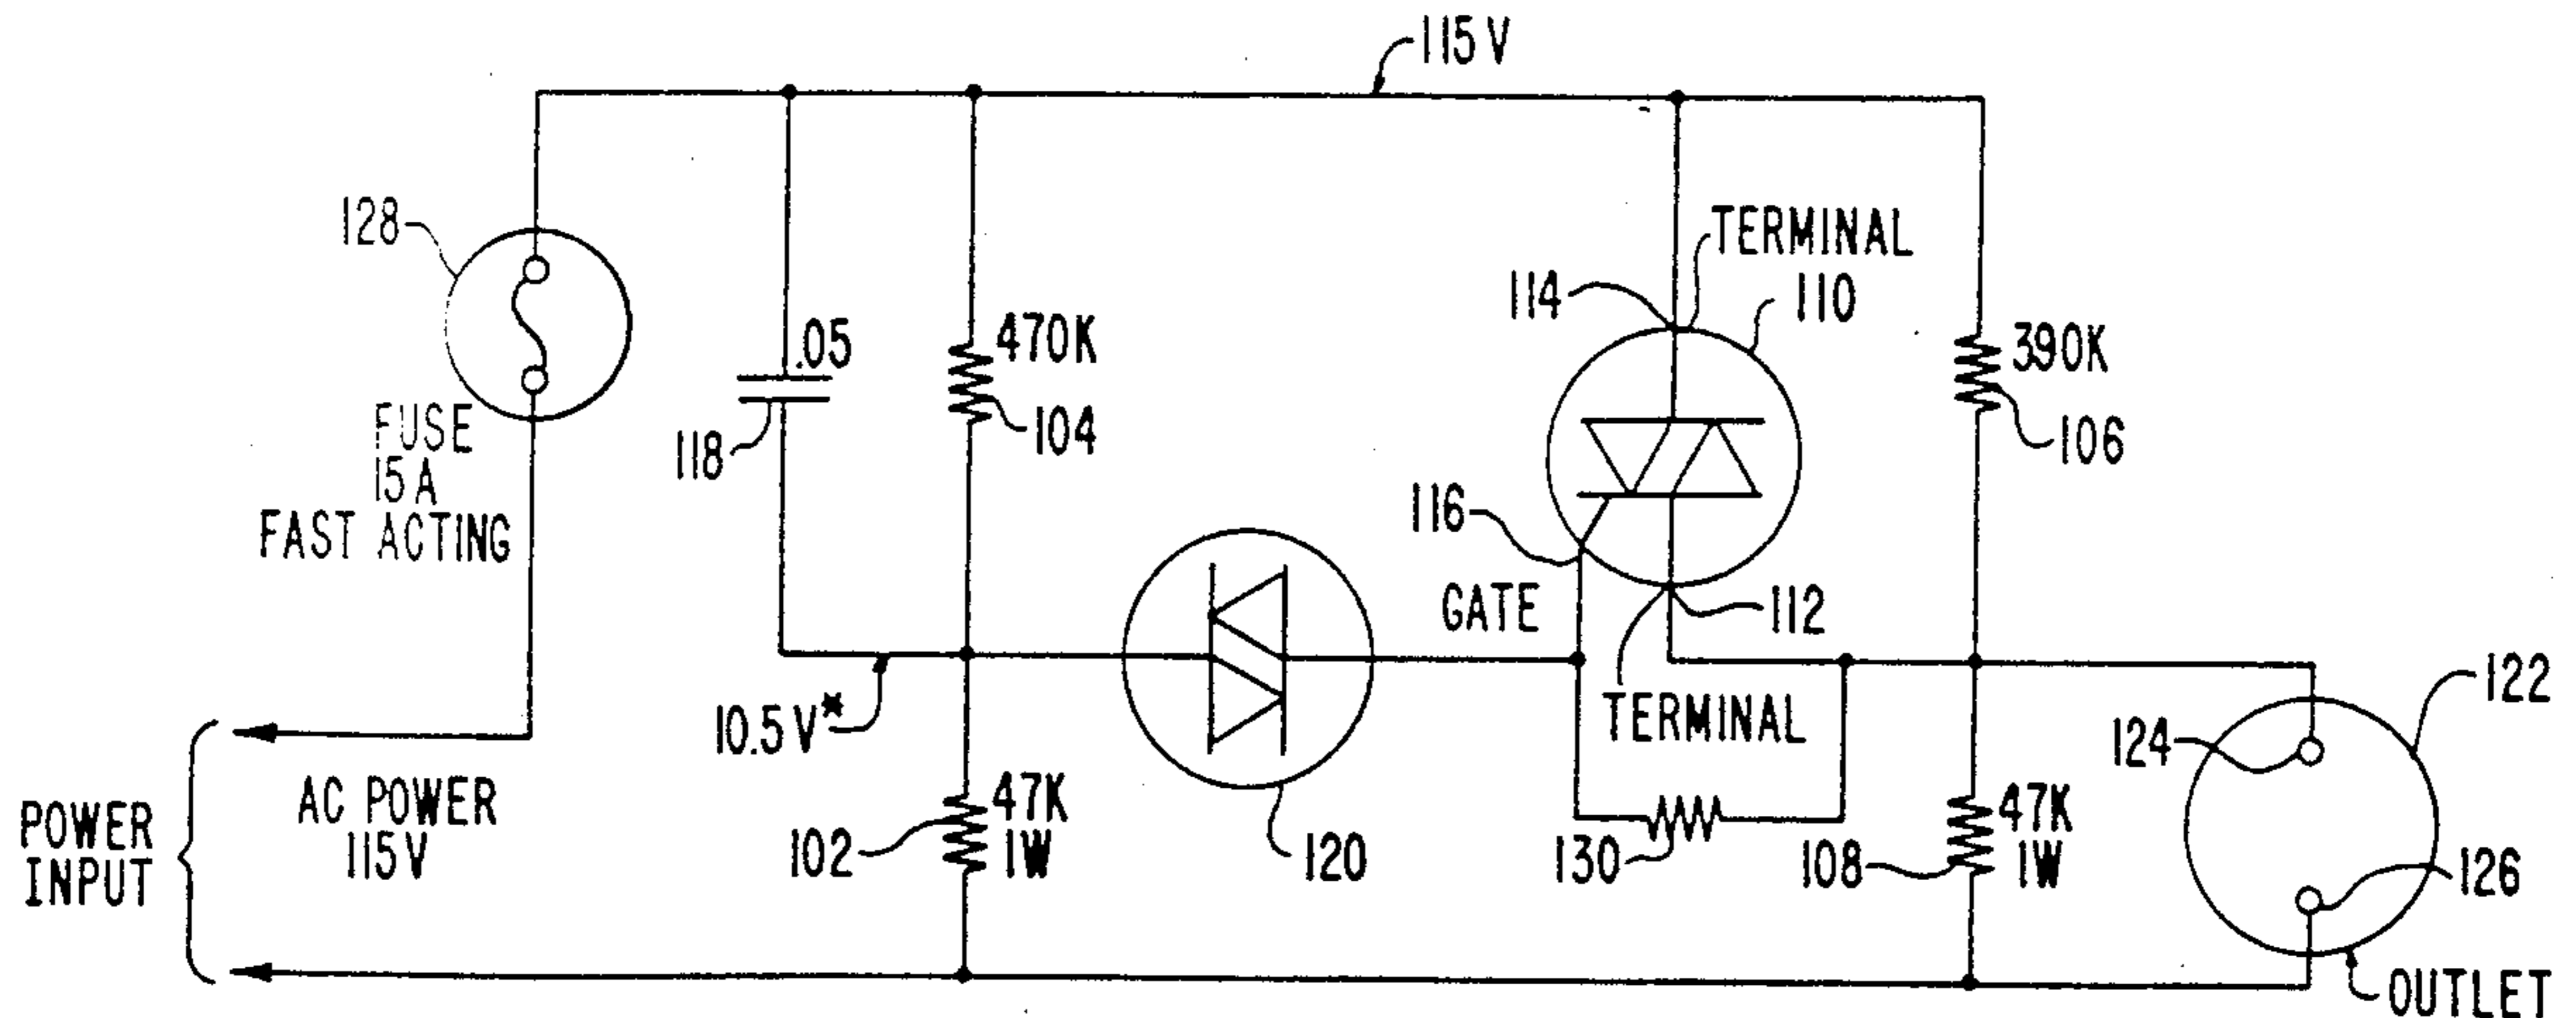 115V
128
TERMINAL
110
114
.05
470K
104
118
390K
106
FUSE
15A
FAST ACTING
116
GATE
112
TERMINAL
10.5V*
122
124
AC POWER
115V
POWER
INPUT
47K
1W
102
120
130
47K
1W
108
126
OUTLET